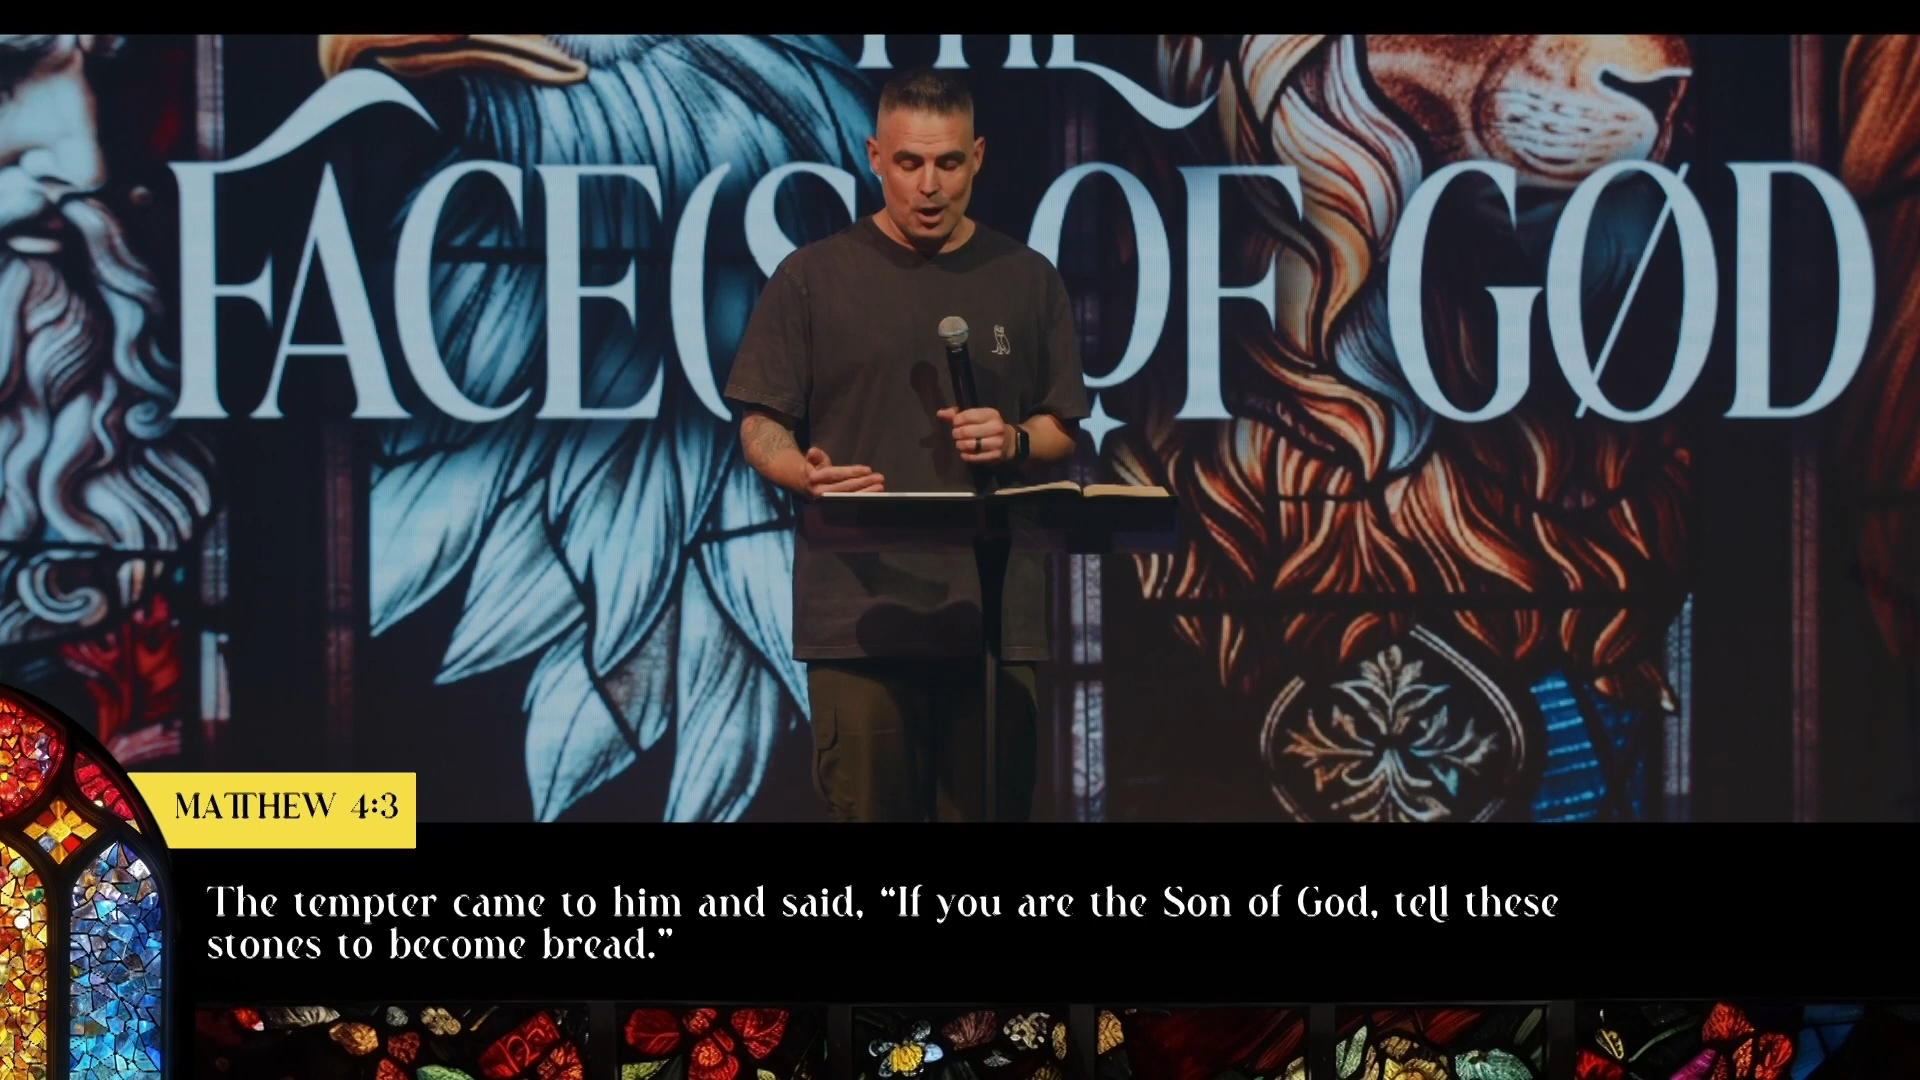 THE
FACE(S) OF GØD
MATTHEW 4:3
The tempter came to him and said, “If you are the Son of God, tell these
stones to become bread.”